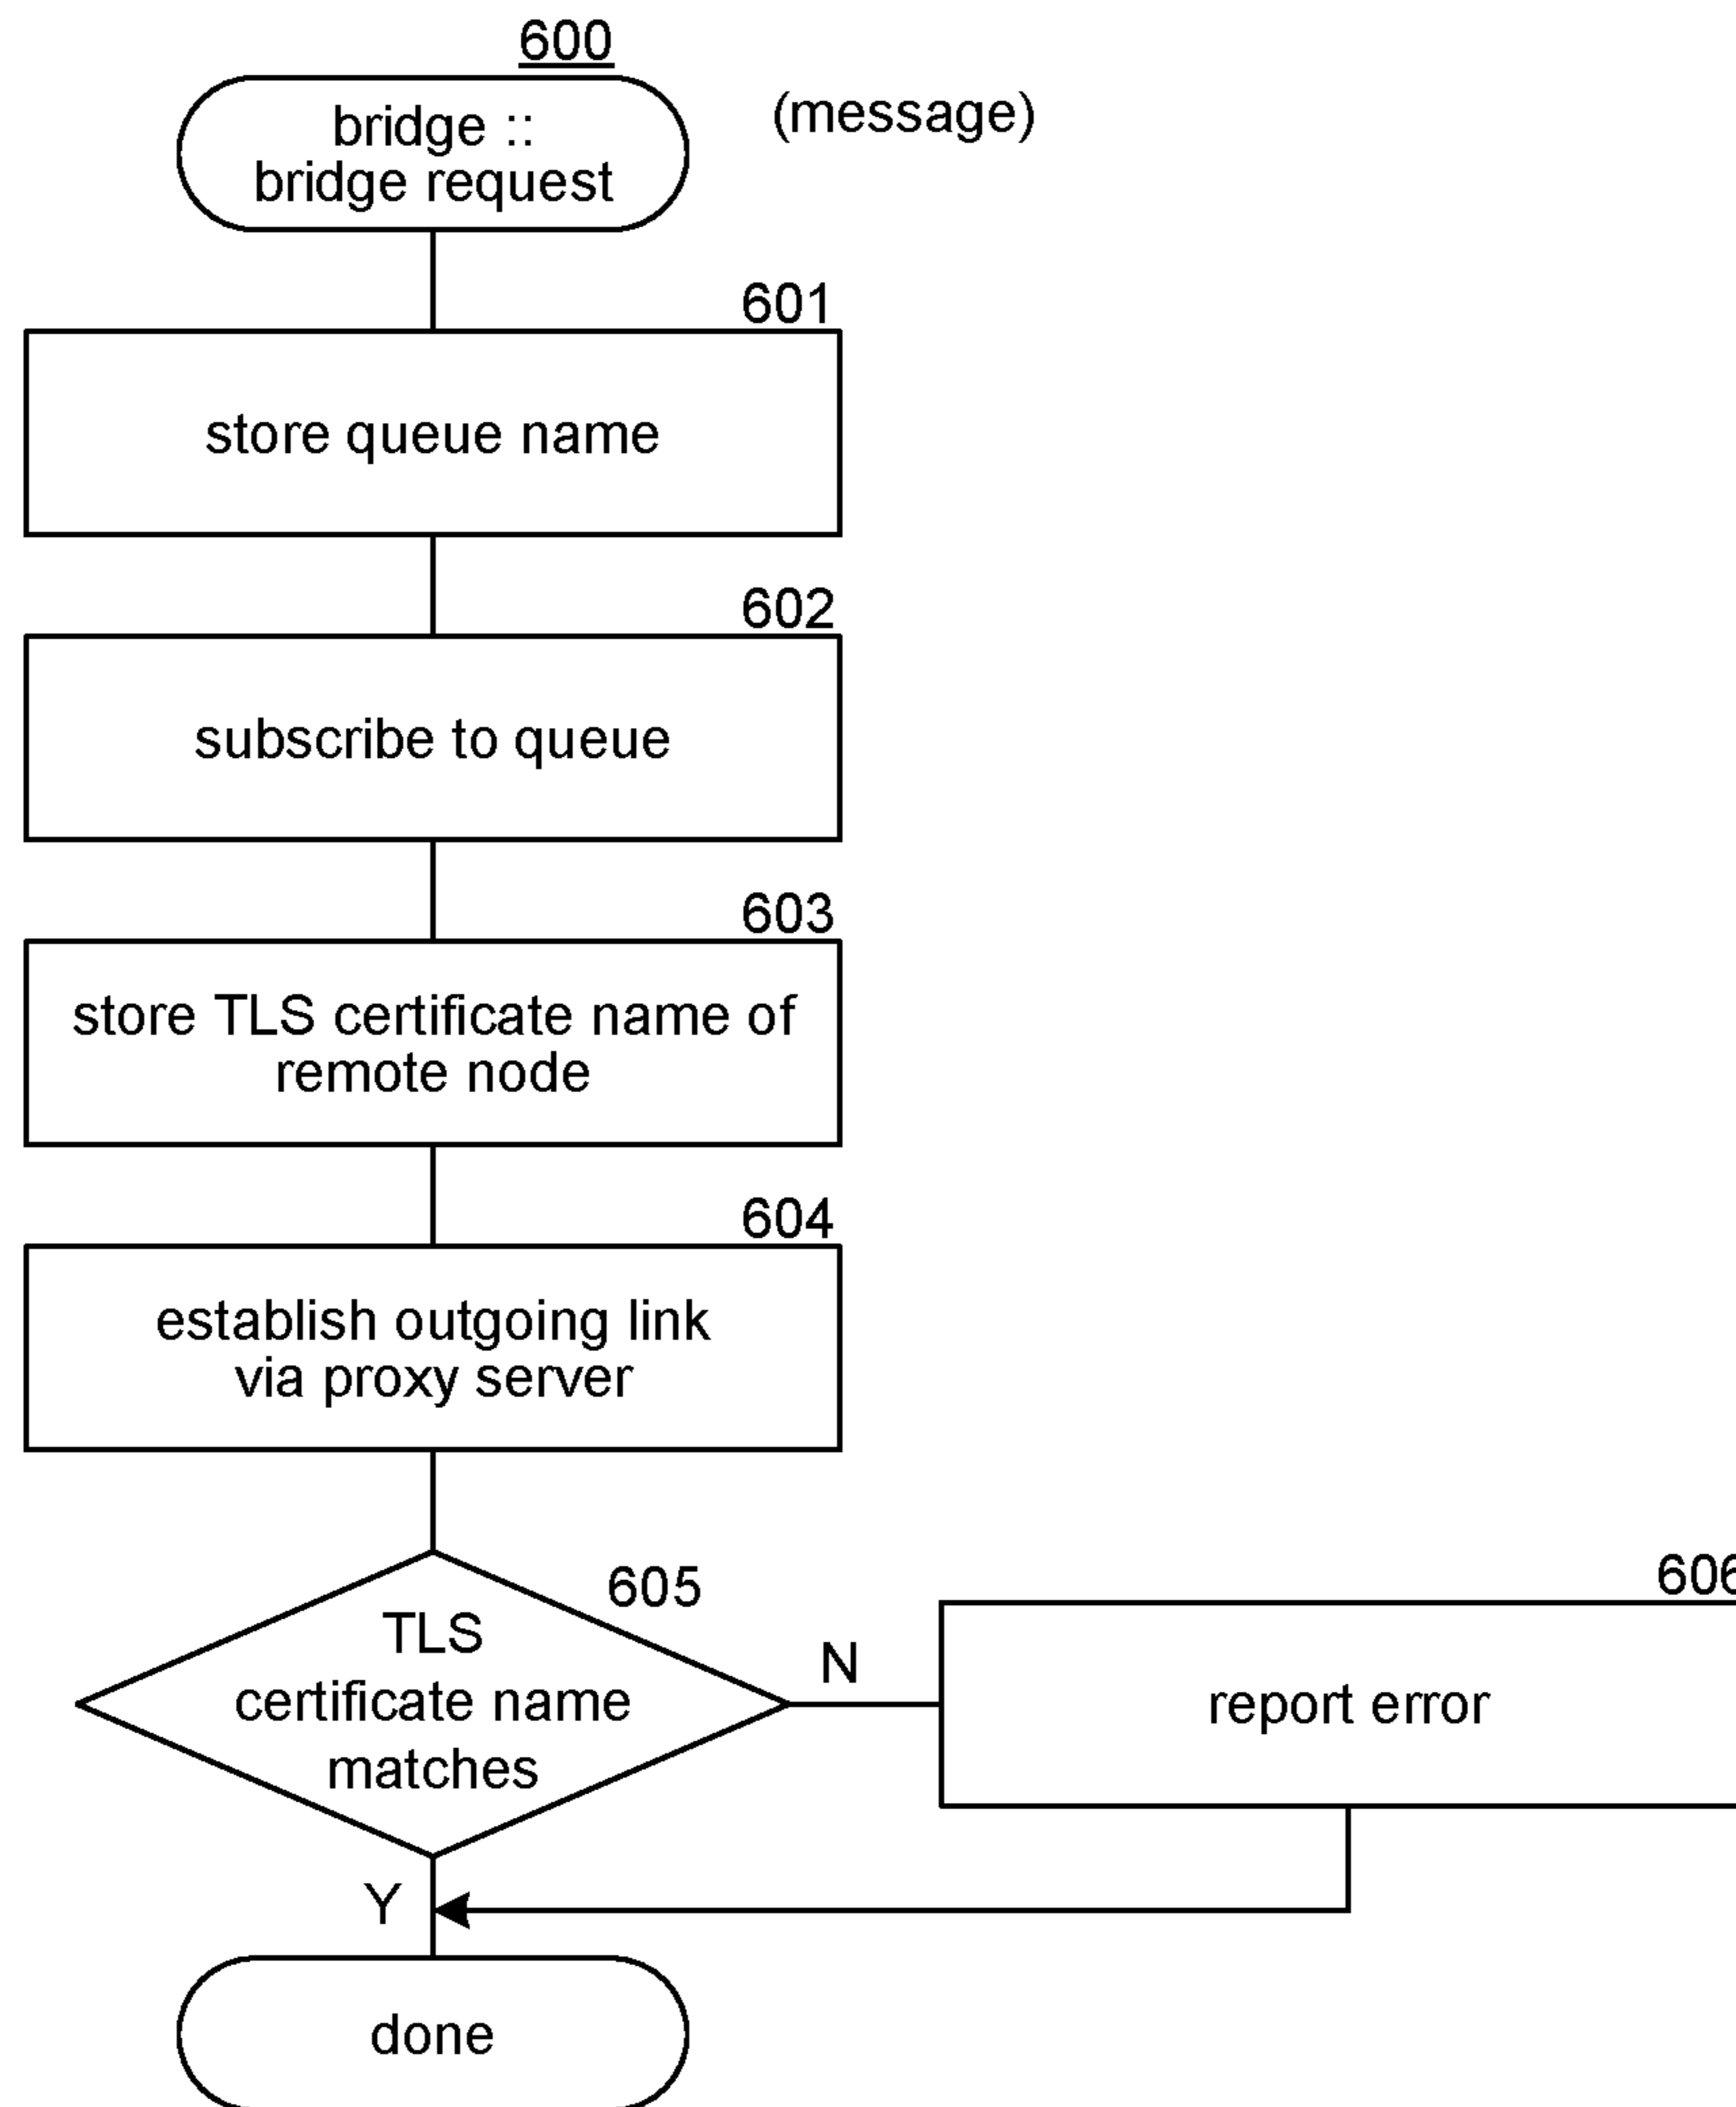 600
bridge ::
bridge request
(message)
601
store queue name
602
subscribe to queue
603
store TLS certificate name of
remote node
604
establish outgoing link
via proxy server
605
TLS
certificate name
matches
N
606
report error
Y
done